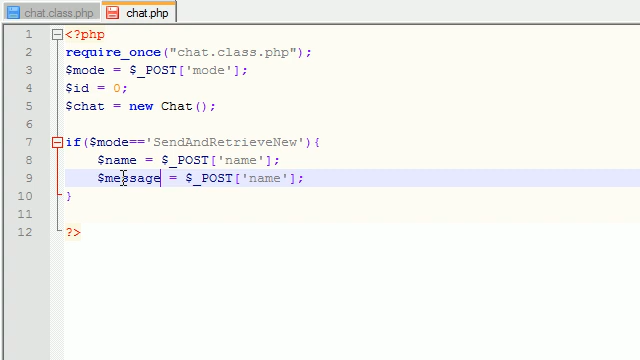 chat.class.php chat.php
1 <?php
2 require_once("chat.class.php");
3 $mode = $_POST['mode'];
4 $id = 0;
5 $chat = new Chat();
6
7 if($mode=='SendAndRetrieveNew'){
8 $name = $_POST['name'];
9 $message = $_POST['name'];
10 }
11
12 ?>